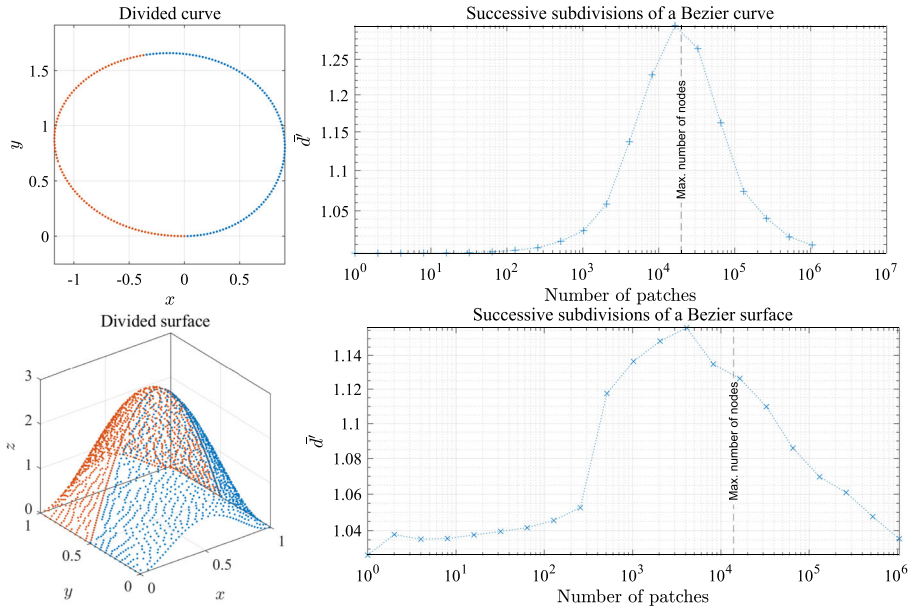 Divided curve
1.5
1
0.5
0
-1
-0.5
0
0.5
x
y
Successive subdivisions of a Bezier curve
1.25
1.2
1.15
1.1
1.05
d̄′
Max. number of nodes
10^0
10^1
10^2
10^3
10^4
10^5
10^6
10^7
Number of patches
Divided surface
3
2
1
0
z
1
0.5
0
y
0
0.5
1
x
Successive subdivisions of a Bezier surface
1.14
1.12
1.1
1.08
1.06
1.04
d̄′
Max. number of nodes
10^0
10^1
10^2
10^3
10^4
10^5
10^6
Number of patches